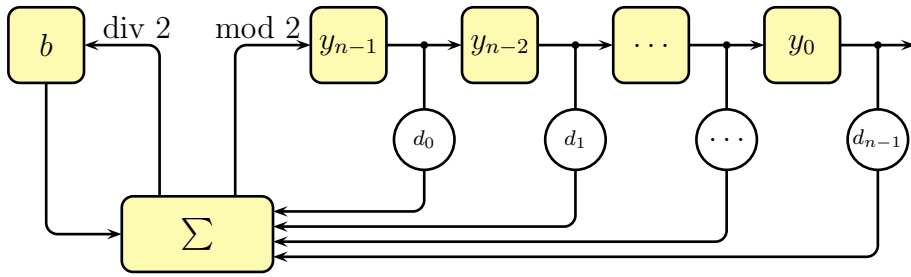 b div 2 mod 2 y_{n−1} y_{n−2} ⋯ y_0
d_0 d_1 ⋯ d_{n−1}
Σ